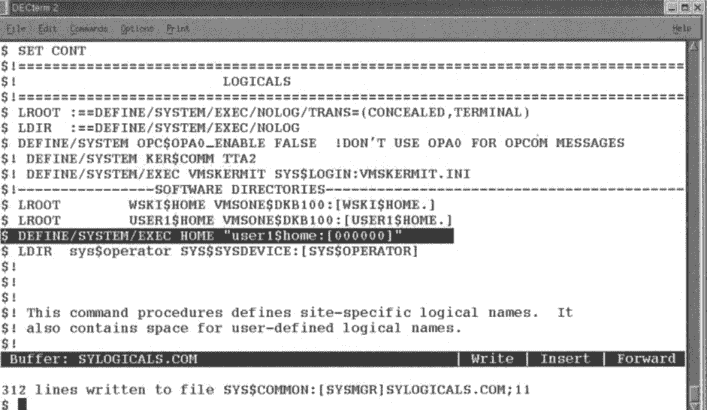 DECterm 2
File Edit Commands Options Print Help
$ SET CONT
$!==============================================================================
$! LOGICALS
$!==============================================================================
$ LROOT :==DEFINE/SYSTEM/EXEC/NOLOG/TRANS=(CONCEALED,TERMINAL)
$ LDIR :==DEFINE/SYSTEM/EXEC/NOLOG
$ DEFINE/SYSTEM OPC$OPA0_ENABLE FALSE !DON'T USE OPA0 FOR OPCOM MESSAGES
$! DEFINE/SYSTEM KER$COMM TTA2
$! DEFINE/SYSTEM/EXEC VMSKERMIT SYS$LOGIN:VMSKERMIT.INI
$!----------------SOFTWARE DIRECTORIES----------------------------------------
$ LROOT WSKI$HOME VMSONE$DKB100:[WSKI$HOME.]
$ LROOT USER1$HOME VMSONE$DKB100:[USER1$HOME.]
$ DEFINE/SYSTEM/EXEC HOME "user1$home:[000000]"
$ LDIR sys$operator SYS$SYSDEVICE:[SYS$OPERATOR]
$!
$!
$!
$! This command procedures defines site-specific logical names. It
$! also contains space for user-defined logical names.
$!
Buffer: SYLOGICALS.COM | Write | Insert | Forward
312 lines written to file SYS$COMMON:[SYSMGR]SYLOGICALS.COM;11
$